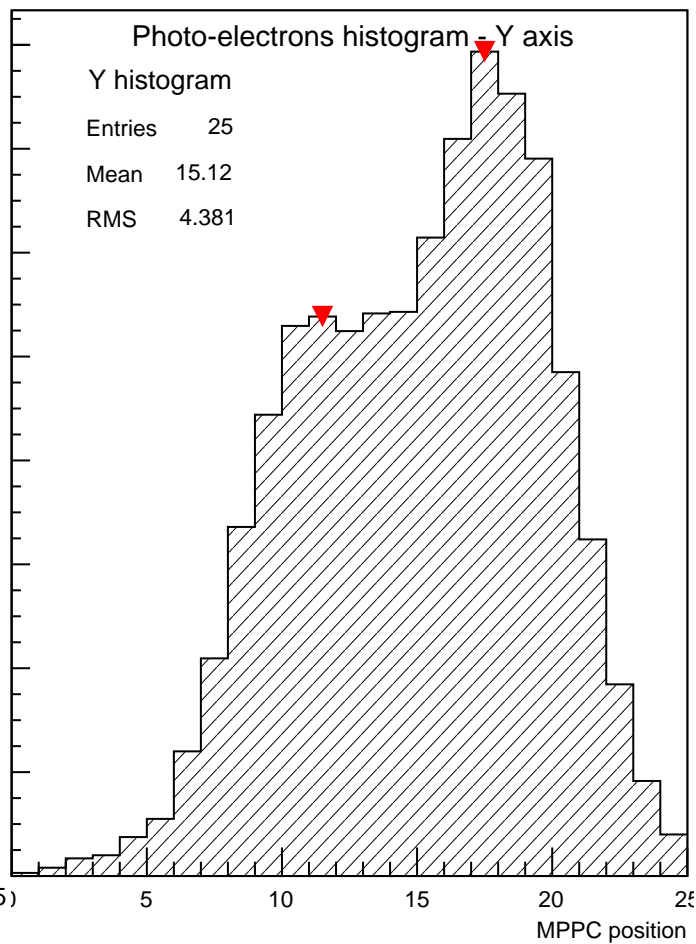 Photo-electrons histogram - Y axis
Y histogram
Entries 25
Mean 15.12
RMS 4.381
5 10 15 20 25
MPPC position